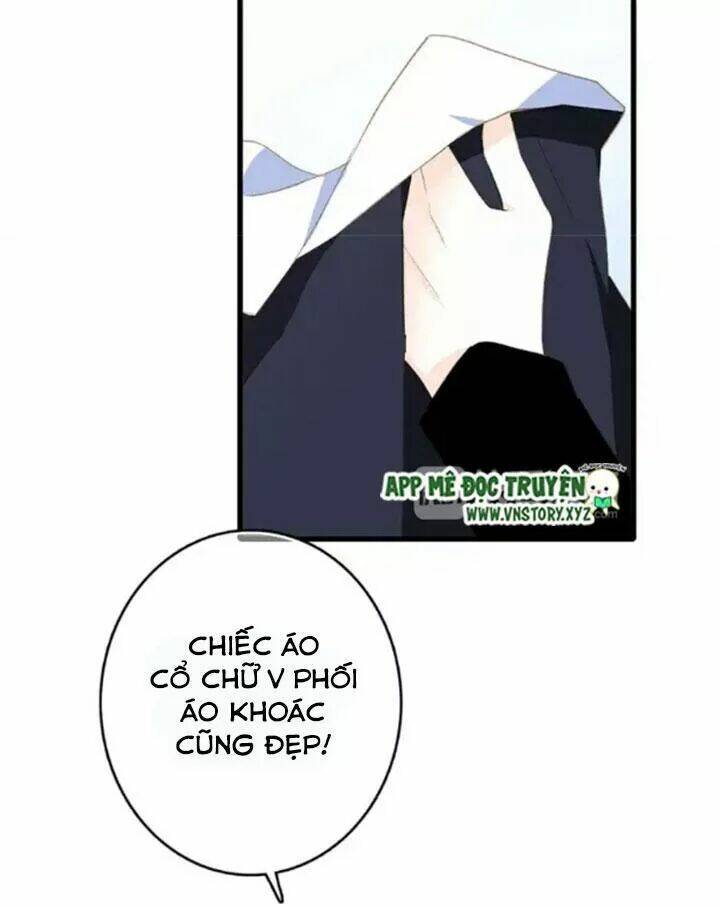 APP MÊ ĐỌC TRUYỆN
WWW.VNSTORY.XYZ
CHIẾC ÁO
CỔ CHỮ V PHỐI
ÁO KHOÁC
CŨNG ĐẸP!